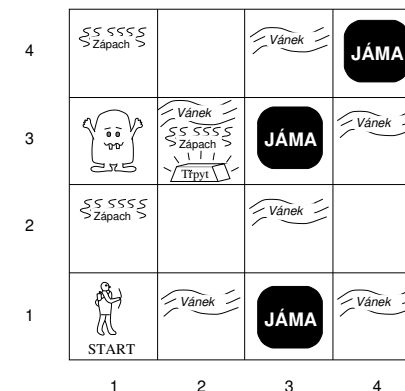 4 Zápach Vánek JÁMA
3 Vánek Zápach Třpyt JÁMA Vánek
2 Zápach Vánek
1 START Vánek JÁMA Vánek
1 2 3 4